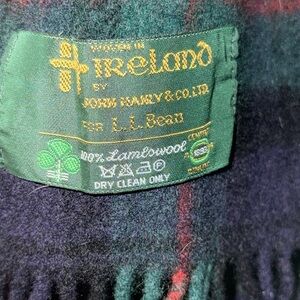 WOVEN IN
IRELAND
BY
JOHN HANLY & CO. LTD.
FOR L.L. Bean
100% Lambswool
DRY CLEAN ONLY